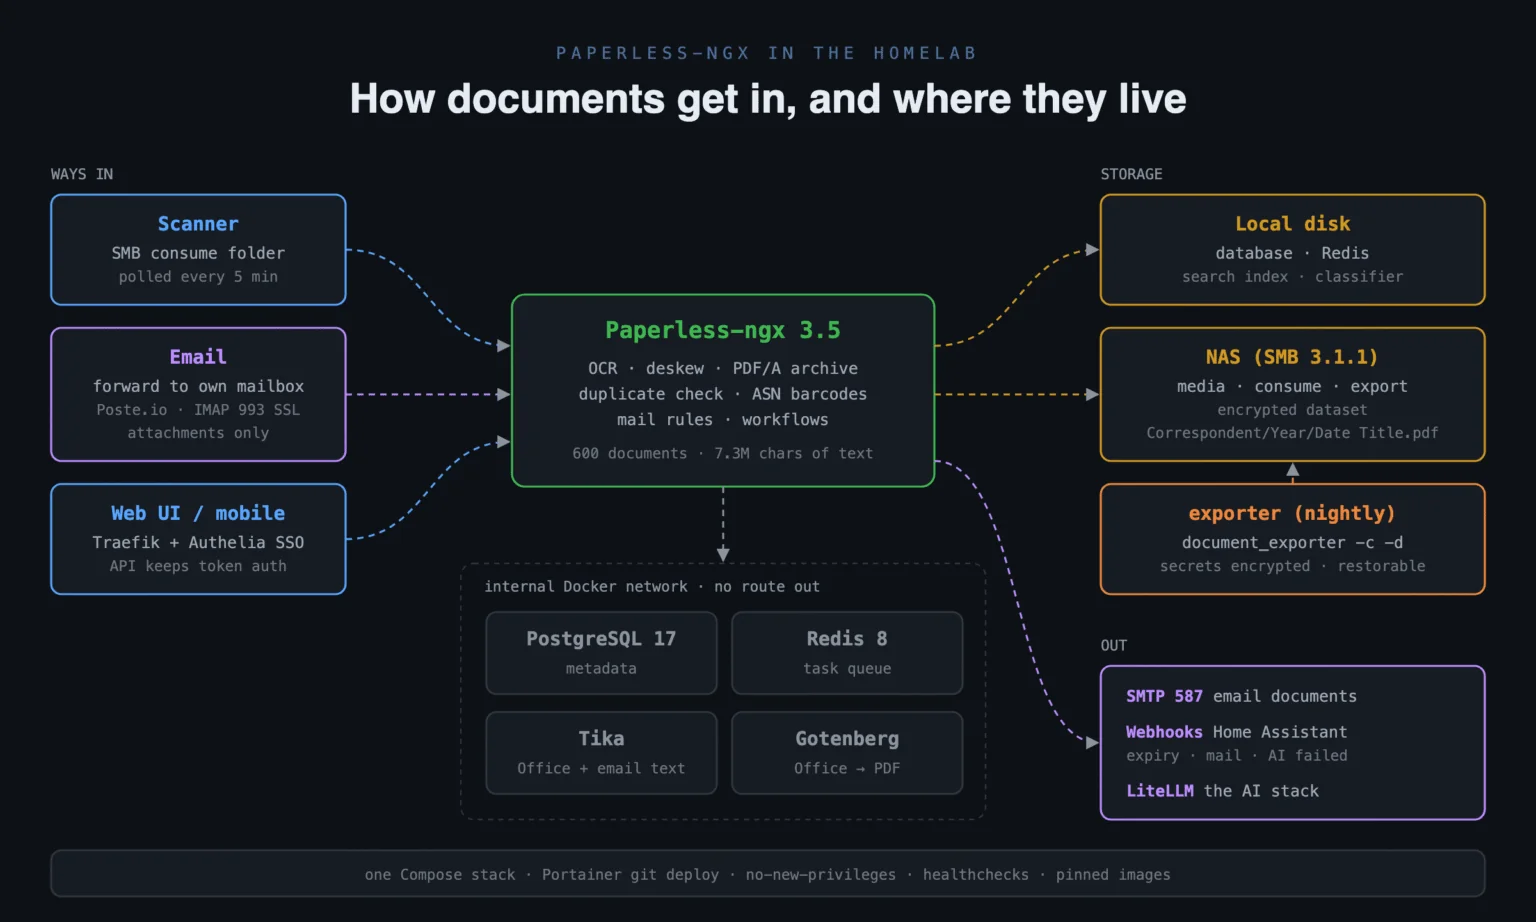 PAPERLESS-NGX IN THE HOMELAB
How documents get in, and where they live
WAYS IN
Scanner
SMB consume folder
polled every 5 min
Email
forward to own mailbox
Poste.io · IMAP 993 SSL
attachments only
Web UI / mobile
Traefik + Authelia SSO
API keeps token auth
Paperless-ngx 3.5
OCR · deskew · PDF/A archive
duplicate check · ASN barcodes
mail rules · workflows
600 documents · 7.3M chars of text
internal Docker network · no route out
PostgreSQL 17
metadata
Redis 8
task queue
Tika
Office + email text
Gotenberg
Office → PDF
STORAGE
Local disk
database · Redis
search index · classifier
NAS (SMB 3.1.1)
media · consume · export
encrypted dataset
Correspondent/Year/Date Title.pdf
exporter (nightly)
document_exporter -c -d
secrets encrypted · restorable
OUT
SMTP 587 email documents
Webhooks Home Assistant
expiry · mail · AI failed
LiteLLM the AI stack
one Compose stack · Portainer git deploy · no-new-privileges · healthchecks · pinned images